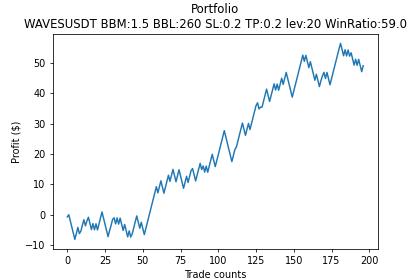 Portfolio
WAVESUSDT BBM:1.5 BBL:260 SL:0.2 TP:0.2 lev:20 WinRatio:59.0
Profit ($)
50
40
30
20
10
0
−10
0 25 50 75 100 125 150 175 200
Trade counts